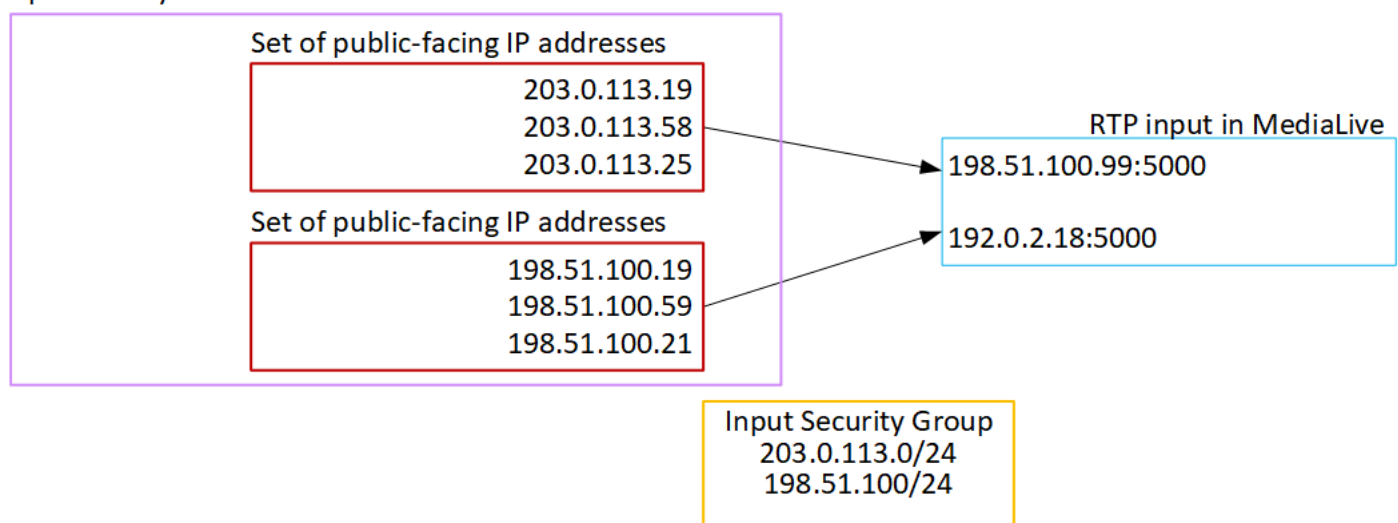 Set of public-facing IP addresses
203.0.113.19
203.0.113.58
203.0.113.25
RTP input in MediaLive
198.51.100.99:5000
192.0.2.18:5000
Set of public-facing IP addresses
198.51.100.19
198.51.100.59
198.51.100.21
Input Security Group
203.0.113.0/24
198.51.100/24